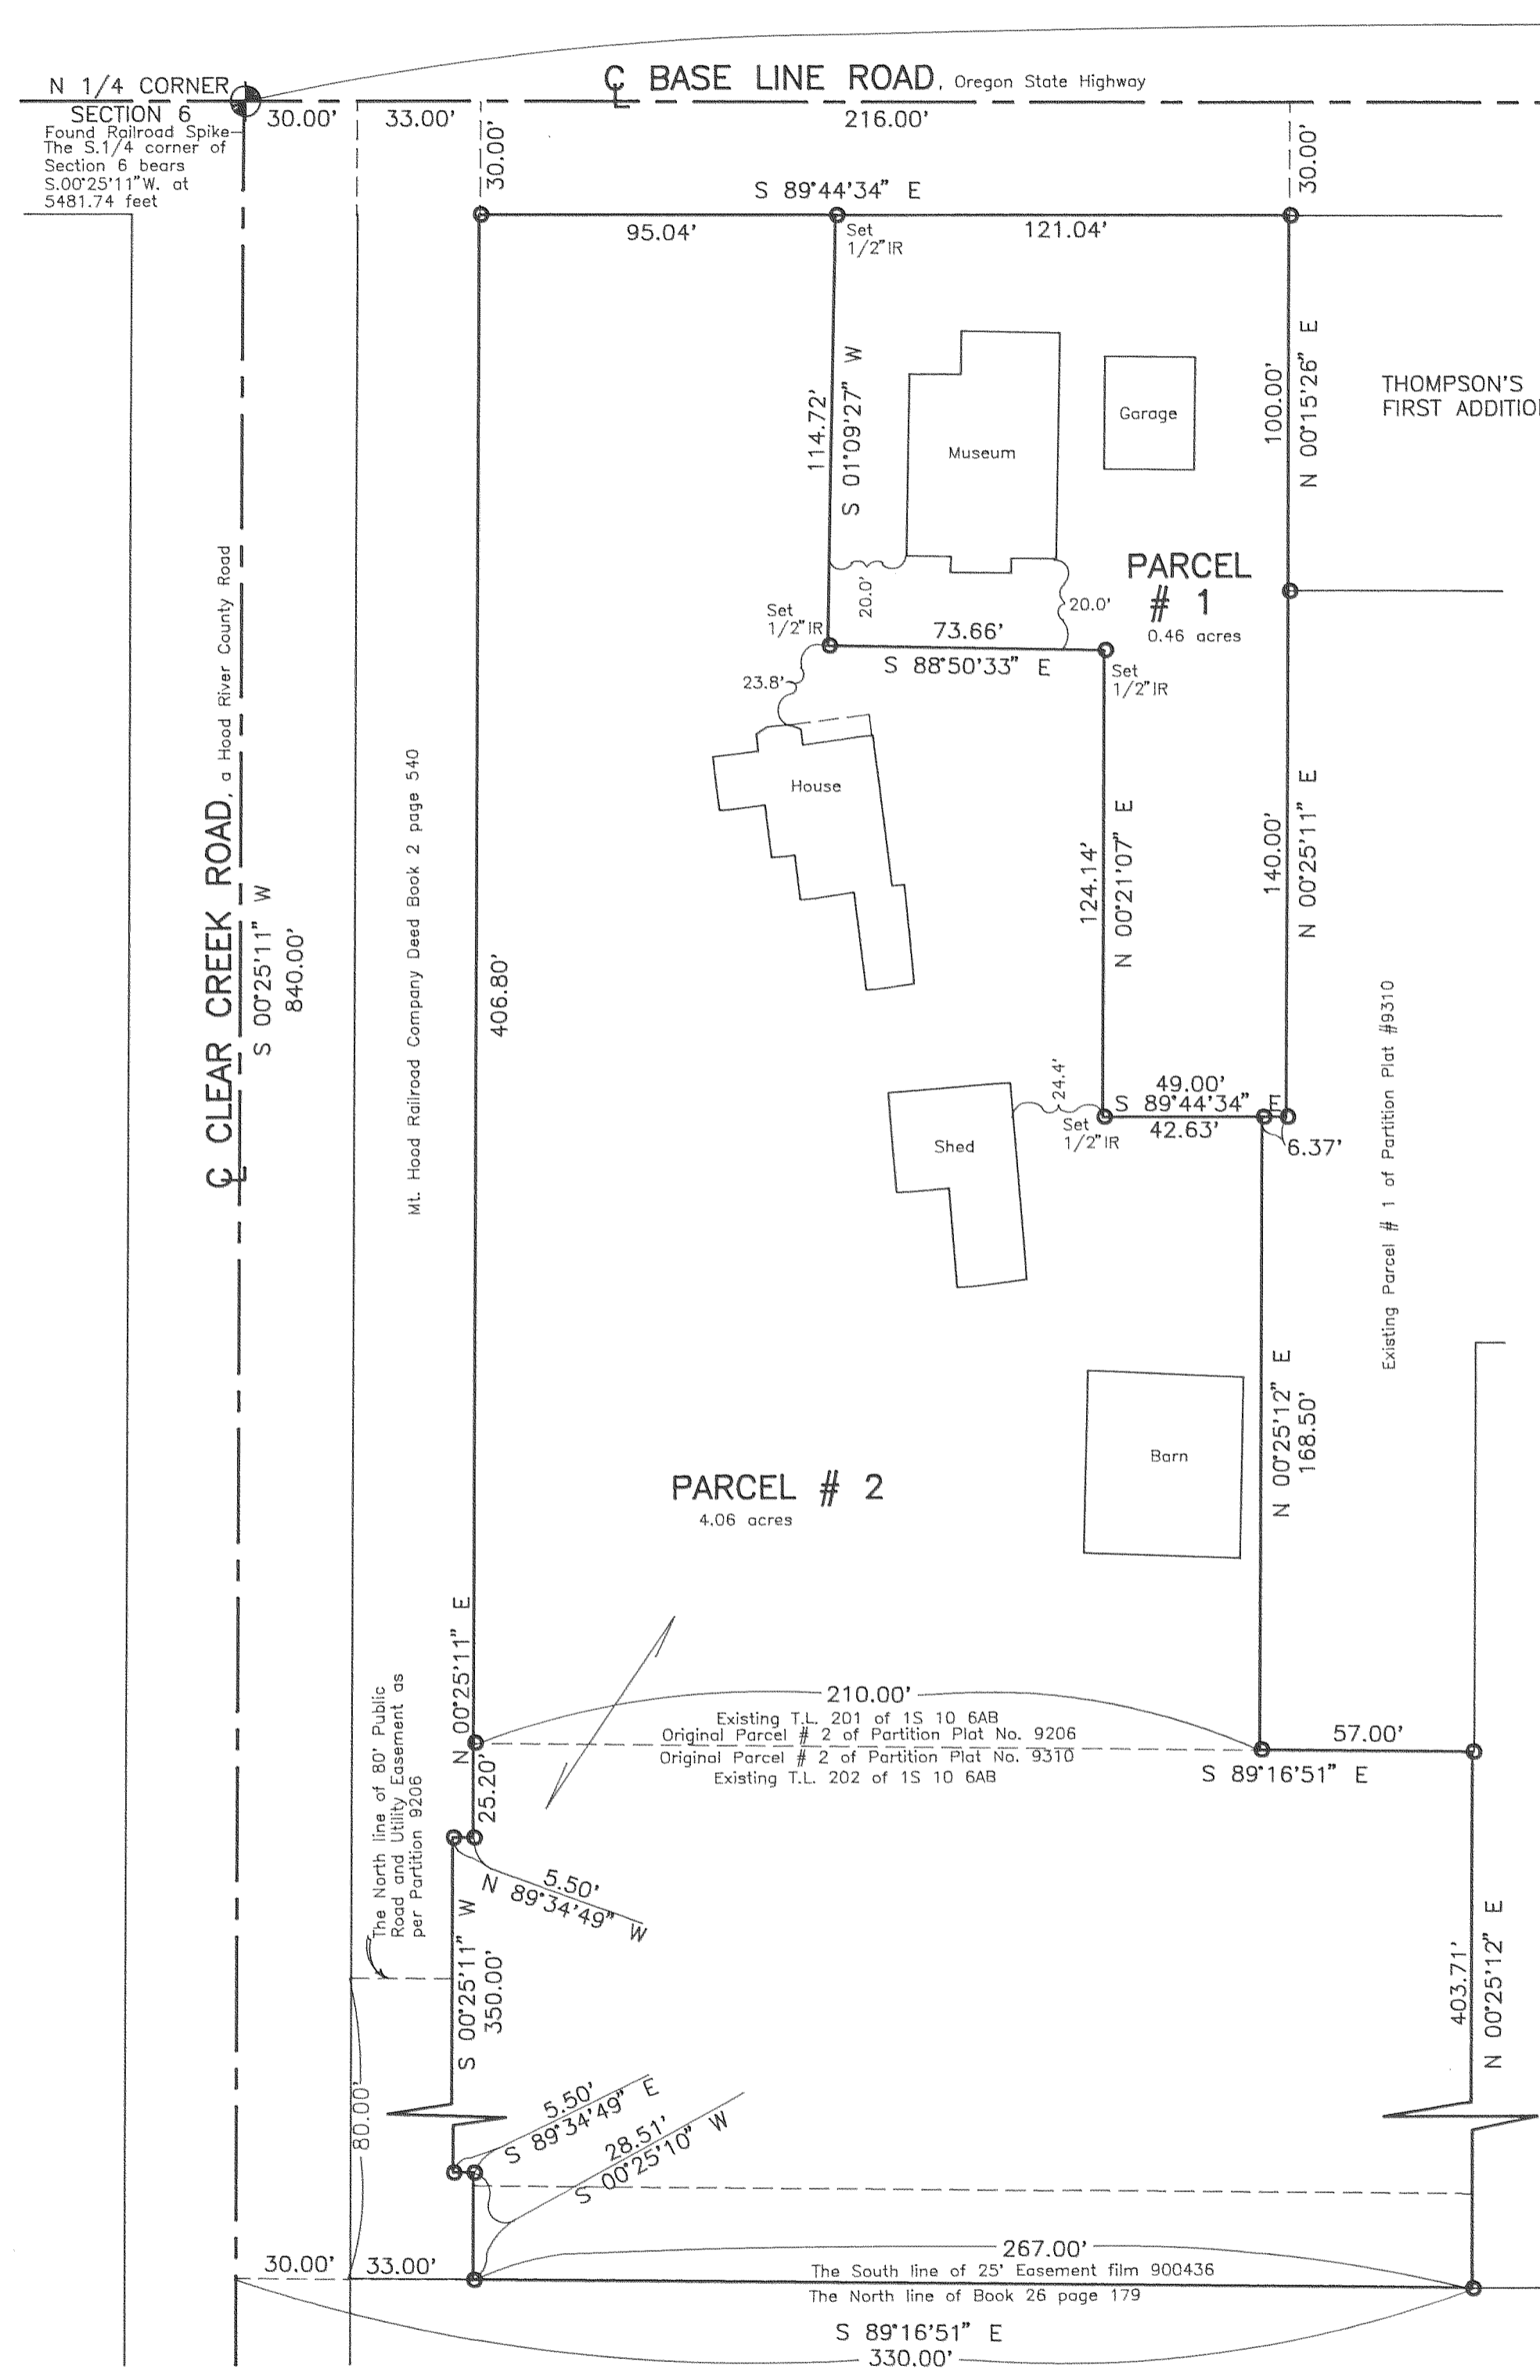 N 1/4 CORNER
SECTION 6
Found Railroad Spike
The S.1/4 corner of
Section 6 bears
S.00°25'11"W. at
5481.74 feet
℄ BASE LINE ROAD, Oregon State Highway
30.00'
33.00'
216.00'
30.00'
30.00'
S 89°44'34" E
95.04'
Set
1/2"IR
121.04'
114.72'
S 01°09'27" W
Museum
Garage
100.00'
N 00°15'26" E
THOMPSON'S
FIRST ADDITIO
PARCEL
# 1
0.46 acres
20.0'
20.0'
Set
1/2"IR
73.66'
S 88°50'33" E
Set
1/2"IR
23.8'
House
℄ CLEAR CREEK ROAD, a Hood River County Road
S 00°25'11" W
840.00'
Mt. Hood Railroad Company Deed Book 2 page 540
406.80'
124.14'
N 00°21'07" E
140.00'
N 00°25'11" E
Existing Parcel # 1 of Partition Plat #9310
24.4'
49.00'
S 89°44'34" E
42.63'
Set
1/2"IR
6.37'
Shed
Barn
N 00°25'12" E
168.50'
PARCEL # 2
4.06 acres
N 00°25'11" E
210.00'
Existing T.L. 201 of 1S 10 6AB
Original Parcel # 2 of Partition Plat No. 9206
Original Parcel # 2 of Partition Plat No. 9310
Existing T.L. 202 of 1S 10 6AB
57.00'
S 89°16'51" E
25.20'
The North line of 80' Public
Road and Utility Easement as
per Partition 9206
5.50'
N 89°34'49" W
S 00°25'11" W
350.00'
403.71'
N 00°25'12" E
80.00'
5.50'
S 89°34'49" E
28.51'
S 00°25'10" W
30.00'
33.00'
267.00'
The South line of 25' Easement film 900436
The North line of Book 26 page 179
S 89°16'51" E
330.00'